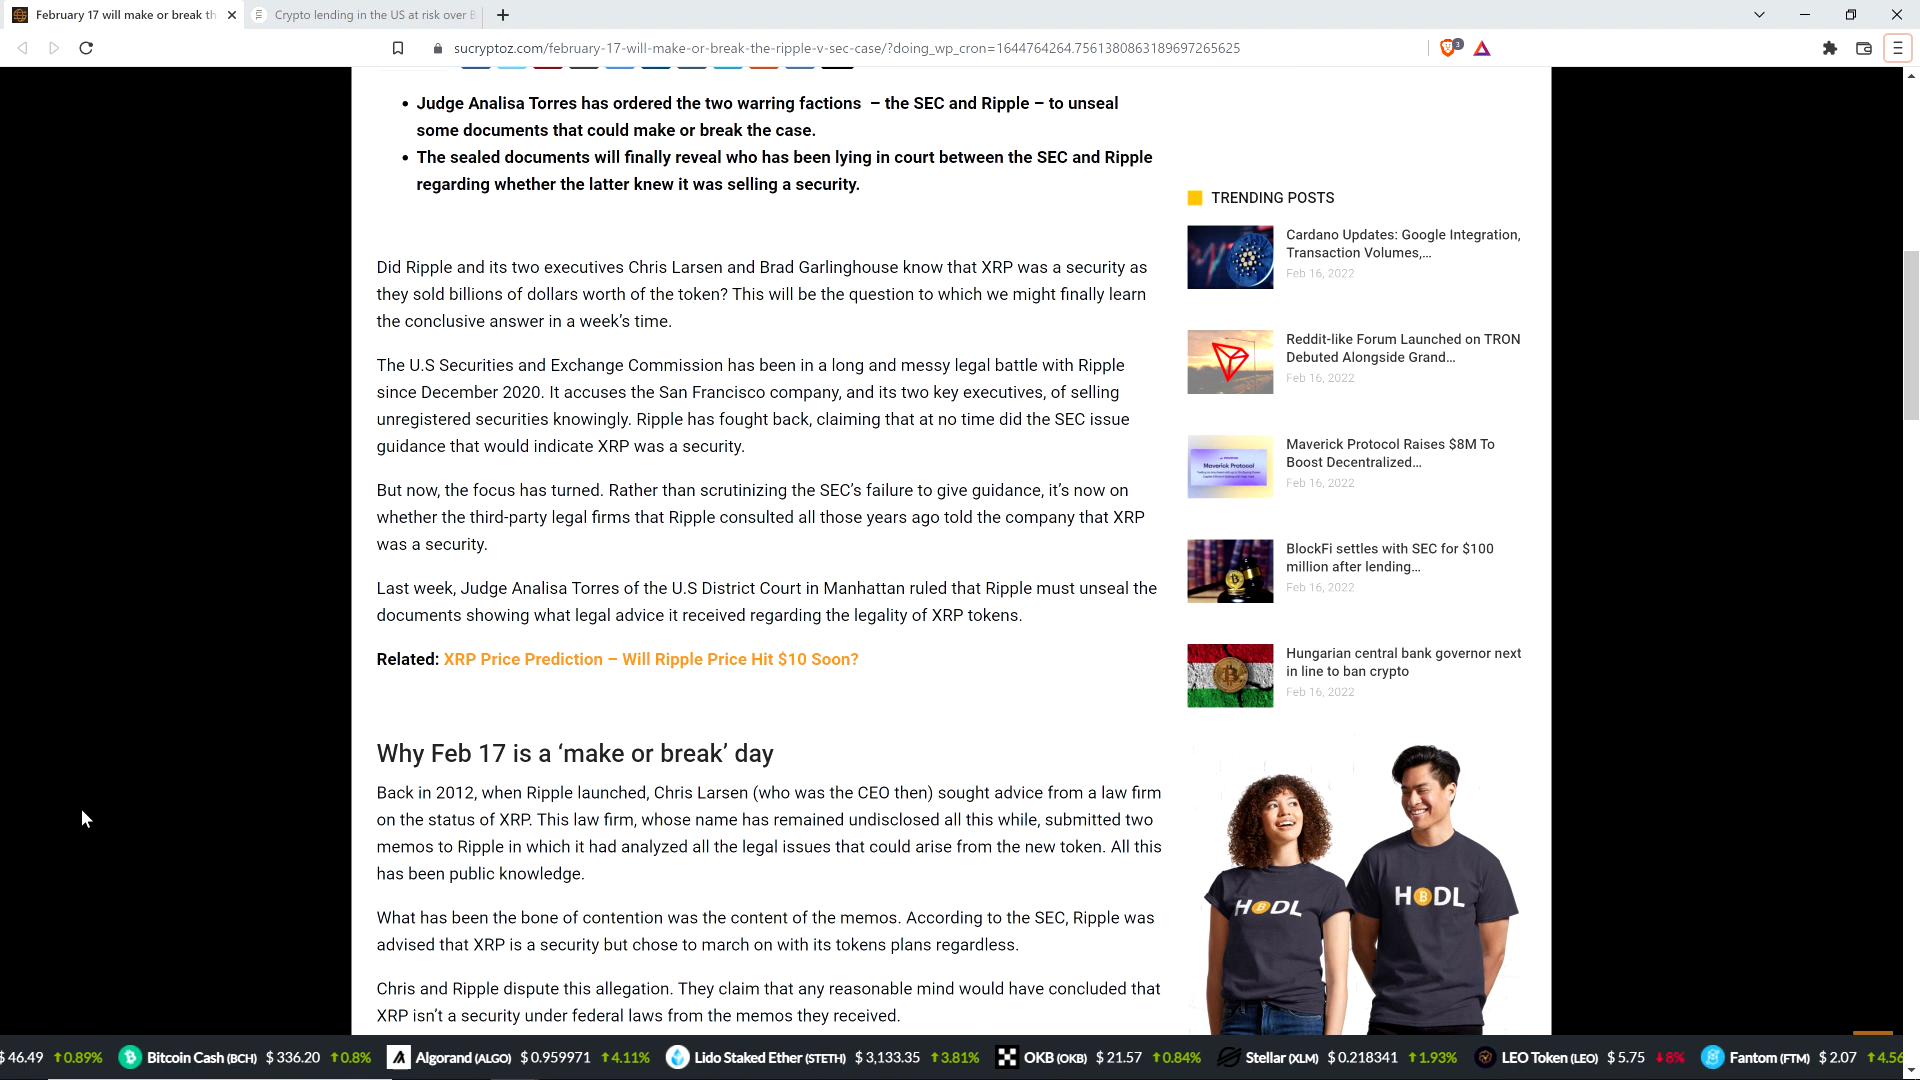 February 17 will make or break th
Crypto lending in the US at risk over B
sucryptoz.com/february-17-will-make-or-break-the-ripple-v-sec-case/?doing_wp_cron=1644764264.7561380863189697265625
3
• Judge Analisa Torres has ordered the two warring factions – the SEC and Ripple – to unseal
some documents that could make or break the case.
• The sealed documents will finally reveal who has been lying in court between the SEC and Ripple
regarding whether the latter knew it was selling a security.
Did Ripple and its two executives Chris Larsen and Brad Garlinghouse know that XRP was a security as
they sold billions of dollars worth of the token? This will be the question to which we might finally learn
the conclusive answer in a week’s time.
The U.S Securities and Exchange Commission has been in a long and messy legal battle with Ripple
since December 2020. It accuses the San Francisco company, and its two key executives, of selling
unregistered securities knowingly. Ripple has fought back, claiming that at no time did the SEC issue
guidance that would indicate XRP was a security.
But now, the focus has turned. Rather than scrutinizing the SEC’s failure to give guidance, it’s now on
whether the third-party legal firms that Ripple consulted all those years ago told the company that XRP
was a security.
Last week, Judge Analisa Torres of the U.S District Court in Manhattan ruled that Ripple must unseal the
documents showing what legal advice it received regarding the legality of XRP tokens.
Related: XRP Price Prediction – Will Ripple Price Hit $10 Soon?
Why Feb 17 is a ‘make or break’ day
Back in 2012, when Ripple launched, Chris Larsen (who was the CEO then) sought advice from a law firm
on the status of XRP. This law firm, whose name has remained undisclosed all this while, submitted two
memos to Ripple in which it had analyzed all the legal issues that could arise from the new token. All this
has been public knowledge.
What has been the bone of contention was the content of the memos. According to the SEC, Ripple was
advised that XRP is a security but chose to march on with its tokens plans regardless.
Chris and Ripple dispute this allegation. They claim that any reasonable mind would have concluded that
XRP isn’t a security under federal laws from the memos they received.
TRENDING POSTS
Cardano Updates: Google Integration,
Transaction Volumes,...
Feb 16, 2022
Reddit-like Forum Launched on TRON
Debuted Alongside Grand...
Feb 16, 2022
Maverick Protocol
Maverick Protocol Raises $8M To
Boost Decentralized...
Feb 16, 2022
BlockFi settles with SEC for $100
million after lending...
Feb 16, 2022
Hungarian central bank governor next
in line to ban crypto
Feb 16, 2022
HODL
HODL
$ 46.49 ↑0.89% Bitcoin Cash (BCH) $ 336.20 ↑0.8% Algorand (ALGO) $ 0.959971 ↑4.11% Lido Staked Ether (STETH) $ 3,133.35 ↑3.81% OKB (OKB) $ 21.57 ↑0.84% Stellar (XLM) $ 0.218341 ↑1.93% LEO Token (LEO) $ 5.75 ↓8% Fantom (FTM) $ 2.07 ↑4.56